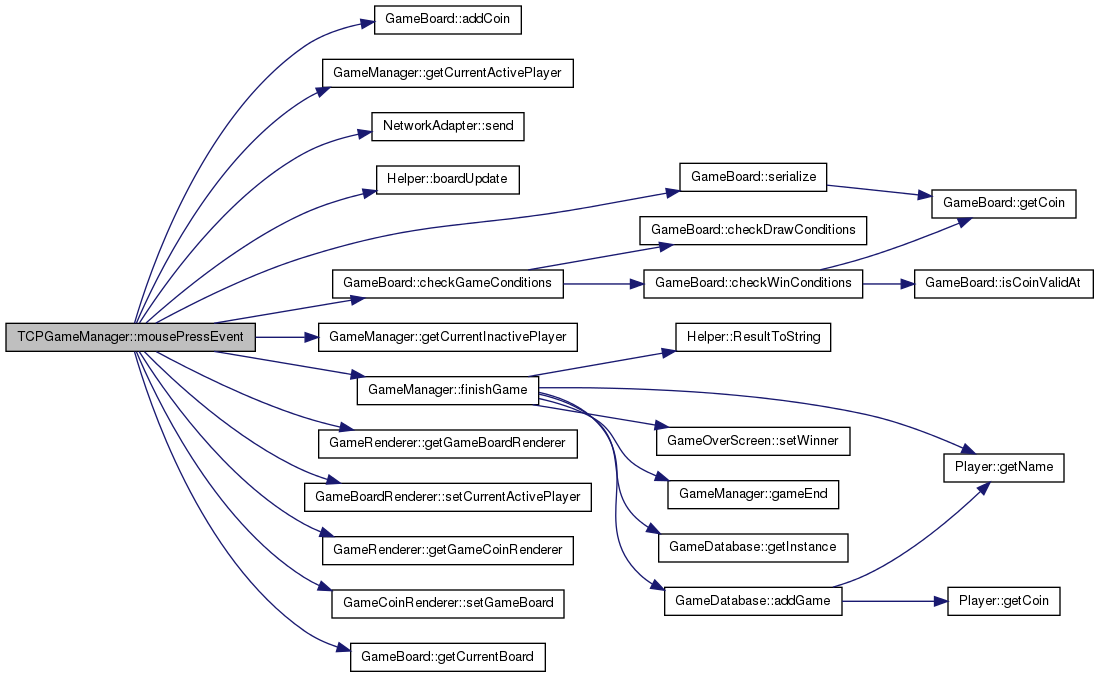 GameBoard::addCoin
GameManager::getCurrentActivePlayer
NetworkAdapter::send
Helper::boardUpdate
GameBoard::serialize
GameBoard::getCoin
GameBoard::checkDrawConditions
GameBoard::checkGameConditions
GameBoard::checkWinConditions
GameBoard::isCoinValidAt
TCPGameManager::mousePressEvent
GameManager::getCurrentInactivePlayer
Helper::ResultToString
GameManager::finishGame
GameRenderer::getGameBoardRenderer
GameOverScreen::setWinner
Player::getName
GameBoardRenderer::setCurrentActivePlayer
GameManager::gameEnd
GameRenderer::getGameCoinRenderer
GameDatabase::getInstance
GameCoinRenderer::setGameBoard
GameDatabase::addGame
Player::getCoin
GameBoard::getCurrentBoard